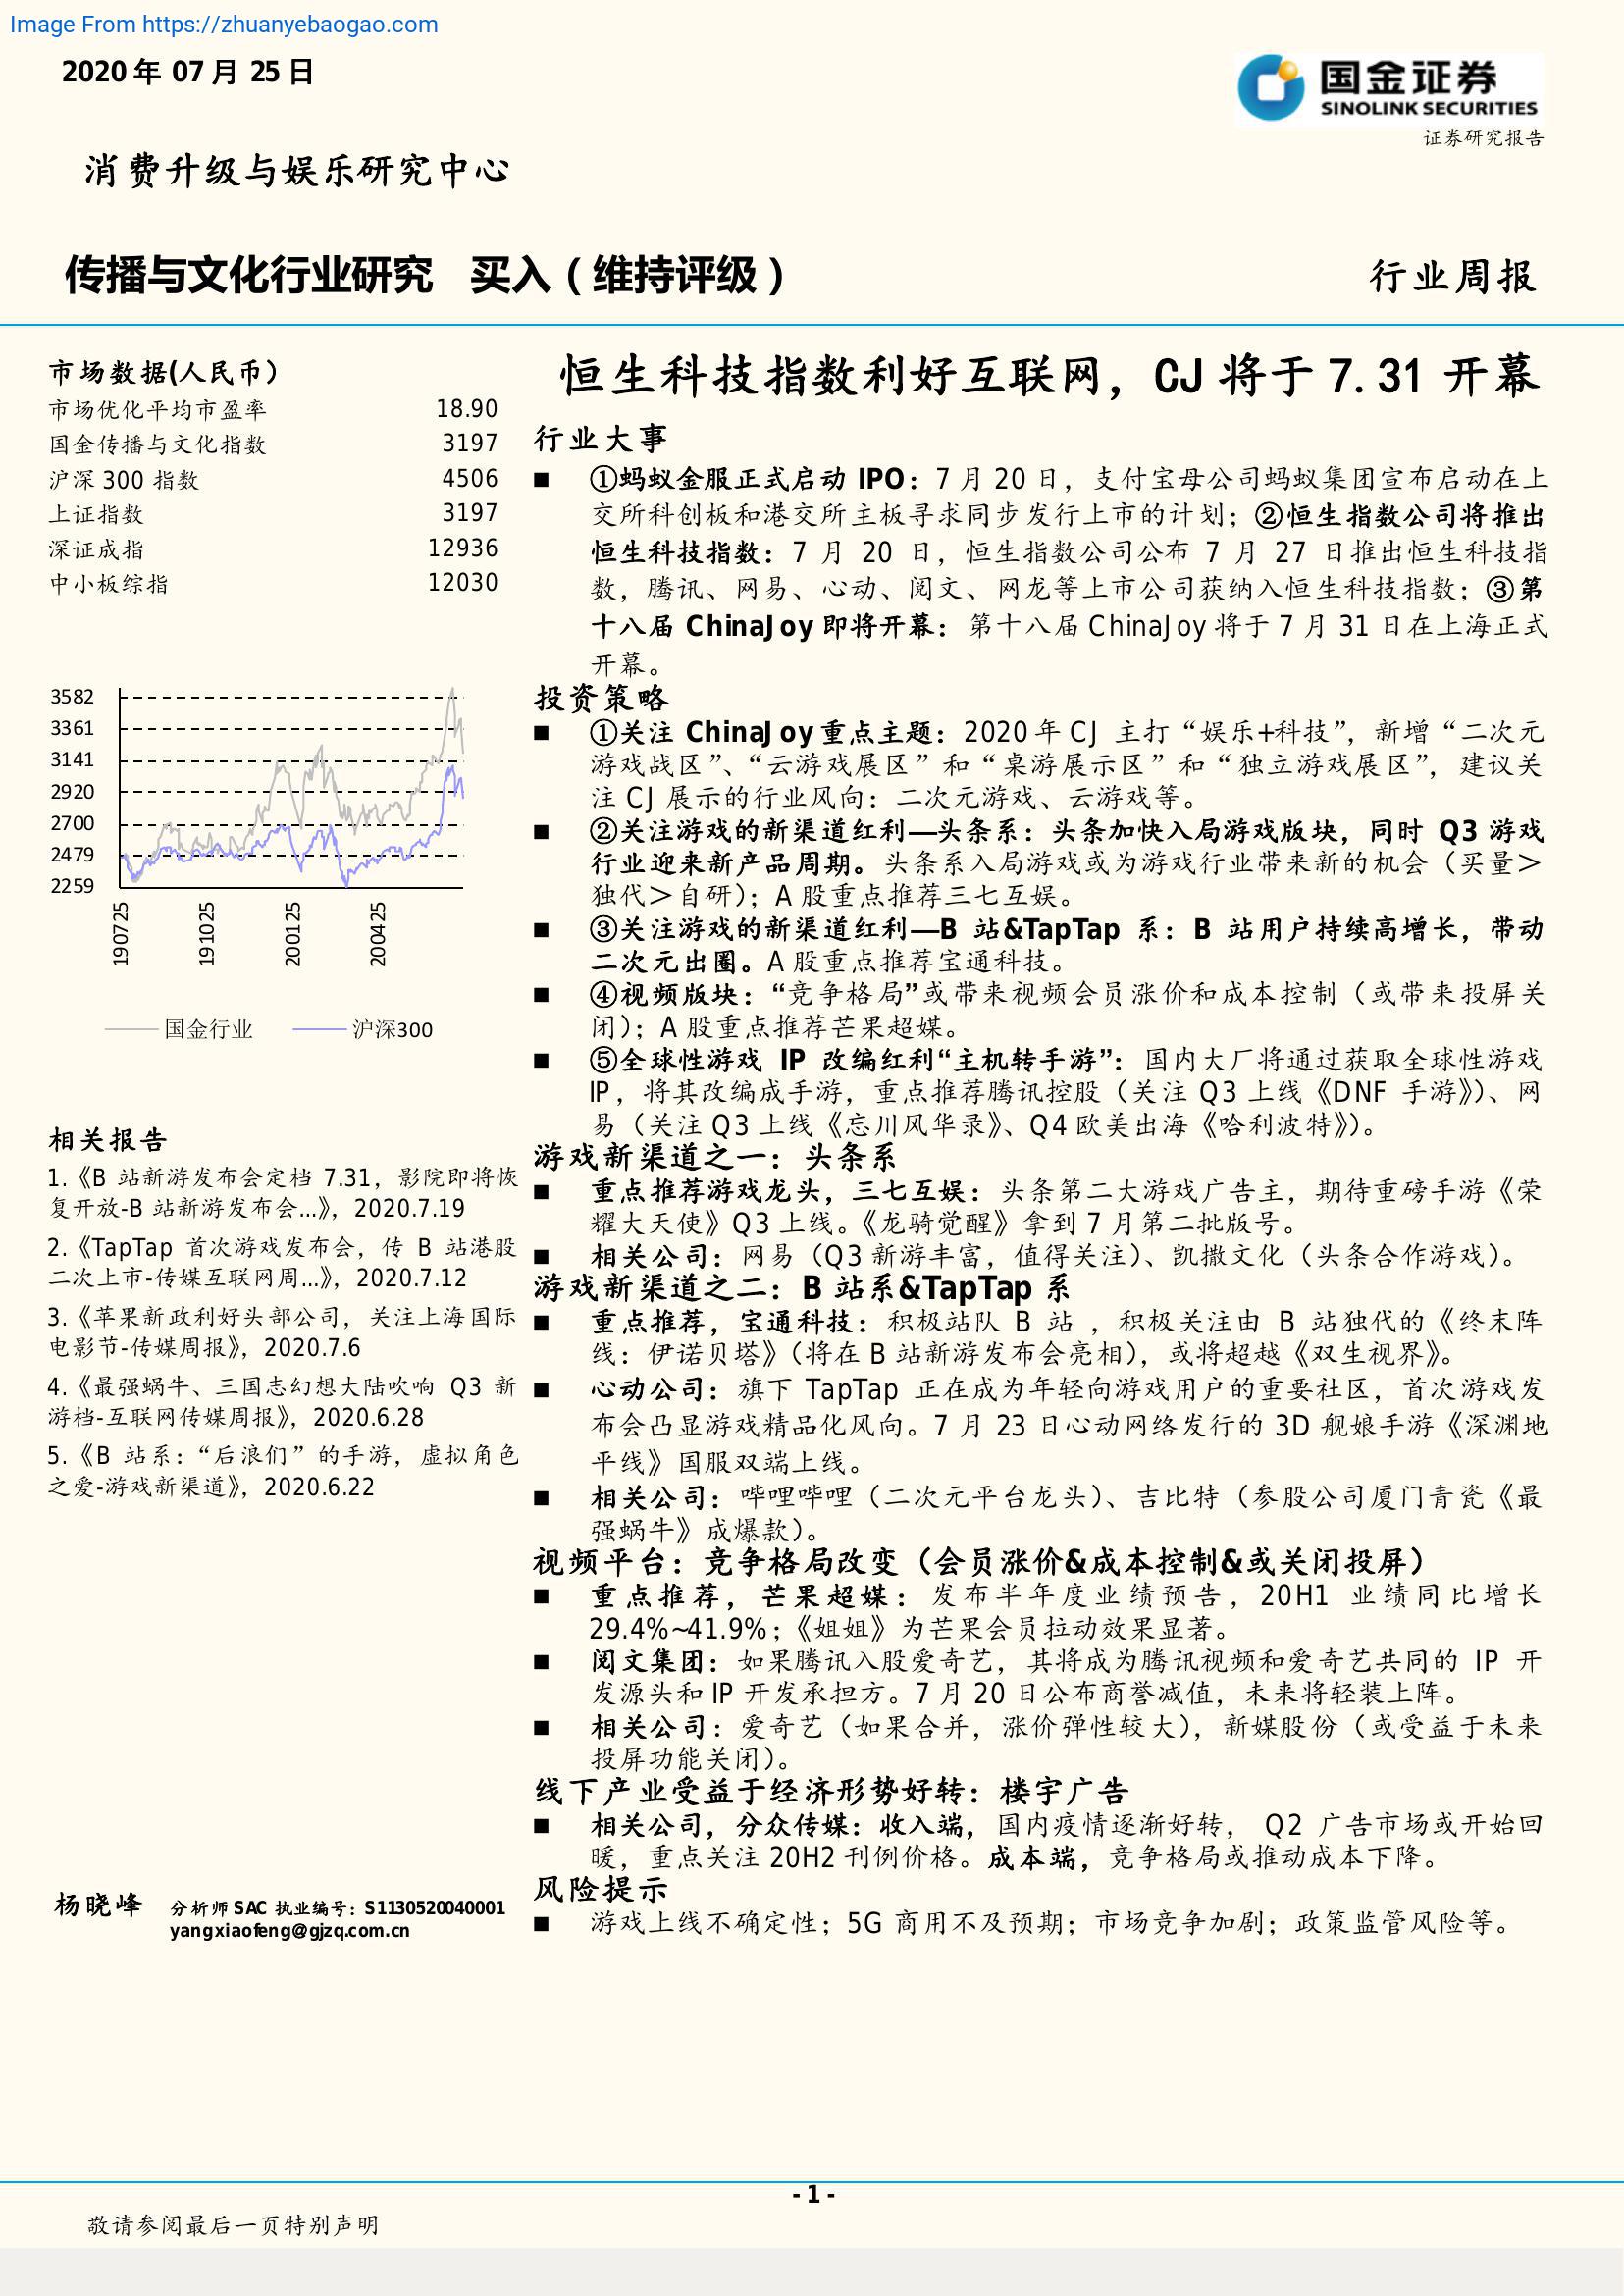 Image From https://zhuanyebaogao.com
2020 年 07 月 25 日
国金证券
SINOLINK SECURITIES
证券研究报告
消费升级与娱乐研究中心
传播与文化行业研究 买入（维持评级）
行业周报
市场数据(人民币）
市场优化平均市盈率 18.90
国金传播与文化指数 3197
沪深 300 指数 4506
上证指数 3197
深证成指 12936
中小板综指 12030
3582
3361
3141
2920
2700
2479
2259
190725
191025
200125
200425
国金行业 沪深300
相关报告
1.《B 站新游发布会定档 7.31，影院即将恢
复开放-B 站新游发布会...》，2020.7.19
2.《TapTap 首次游戏发布会，传 B 站港股
二次上市-传媒互联网周...》，2020.7.12
3.《苹果新政利好头部公司，关注上海国际
电影节-传媒周报》，2020.7.6
4.《最强蜗牛、三国志幻想大陆吹响 Q3 新
游档-互联网传媒周报》，2020.6.28
5.《B 站系：“后浪们”的手游，虚拟角色
之爱-游戏新渠道》，2020.6.22
杨晓峰 分析师 SAC 执业编号：S1130520040001
yangxiaofeng@gjzq.com.cn
恒生科技指数利好互联网，CJ 将于 7.31 开幕
行业大事
■ ①蚂蚁金服正式启动 IPO：7 月 20 日，支付宝母公司蚂蚁集团宣布启动在上
交所科创板和港交所主板寻求同步发行上市的计划；②恒生指数公司将推出
恒生科技指数：7 月 20 日，恒生指数公司公布 7 月 27 日推出恒生科技指
数，腾讯、网易、心动、阅文、网龙等上市公司获纳入恒生科技指数；③第
十八届 ChinaJoy 即将开幕：第十八届 ChinaJoy 将于 7 月 31 日在上海正式
开幕。
投资策略
■ ①关注 ChinaJoy 重点主题：2020 年 CJ 主打“娱乐+科技”，新增“二次元
游戏战区”、“云游戏展区”和“桌游展示区”和“独立游戏展区”，建议关
注 CJ 展示的行业风向：二次元游戏、云游戏等。
■ ②关注游戏的新渠道红利—头条系：头条加快入局游戏版块，同时 Q3 游戏
行业迎来新产品周期。头条系入局游戏或为游戏行业带来新的机会（买量＞
独代＞自研）；A 股重点推荐三七互娱。
■ ③关注游戏的新渠道红利—B 站&TapTap 系：B 站用户持续高增长，带动
二次元出圈。A 股重点推荐宝通科技。
■ ④视频版块：“竞争格局”或带来视频会员涨价和成本控制（或带来投屏关
闭）；A 股重点推荐芒果超媒。
■ ⑤全球性游戏 IP 改编红利“主机转手游”：国内大厂将通过获取全球性游戏
IP，将其改编成手游，重点推荐腾讯控股（关注 Q3 上线《DNF 手游》）、网
易（关注 Q3 上线《忘川风华录》、Q4 欧美出海《哈利波特》）。
游戏新渠道之一：头条系
■ 重点推荐游戏龙头，三七互娱：头条第二大游戏广告主，期待重磅手游《荣
耀大天使》Q3 上线。《龙骑觉醒》拿到 7 月第二批版号。
■ 相关公司：网易（Q3 新游丰富，值得关注）、凯撒文化（头条合作游戏）。
游戏新渠道之二：B 站系&TapTap 系
■ 重点推荐，宝通科技：积极站队 B 站 ，积极关注由 B 站独代的《终末阵
线：伊诺贝塔》（将在 B 站新游发布会亮相），或将超越《双生视界》。
■ 心动公司：旗下 TapTap 正在成为年轻向游戏用户的重要社区，首次游戏发
布会凸显游戏精品化风向。7 月 23 日心动网络发行的 3D 舰娘手游《深渊地
平线》国服双端上线。
■ 相关公司：哔哩哔哩（二次元平台龙头）、吉比特（参股公司厦门青瓷《最
强蜗牛》成爆款）。
视频平台：竞争格局改变（会员涨价&成本控制&或关闭投屏）
■ 重点推荐，芒果超媒：发布半年度业绩预告，20H1 业绩同比增长
29.4%~41.9%；《姐姐》为芒果会员拉动效果显著。
■ 阅文集团：如果腾讯入股爱奇艺，其将成为腾讯视频和爱奇艺共同的 IP 开
发源头和 IP 开发承担方。7 月 20 日公布商誉减值，未来将轻装上阵。
■ 相关公司：爱奇艺（如果合并，涨价弹性较大），新媒股份（或受益于未来
投屏功能关闭）。
线下产业受益于经济形势好转：楼宇广告
■ 相关公司，分众传媒：收入端，国内疫情逐渐好转， Q2 广告市场或开始回
暖，重点关注 20H2 刊例价格。成本端，竞争格局或推动成本下降。
风险提示
■ 游戏上线不确定性；5G 商用不及预期；市场竞争加剧；政策监管风险等。
- 1 -
敬请参阅最后一页特别声明